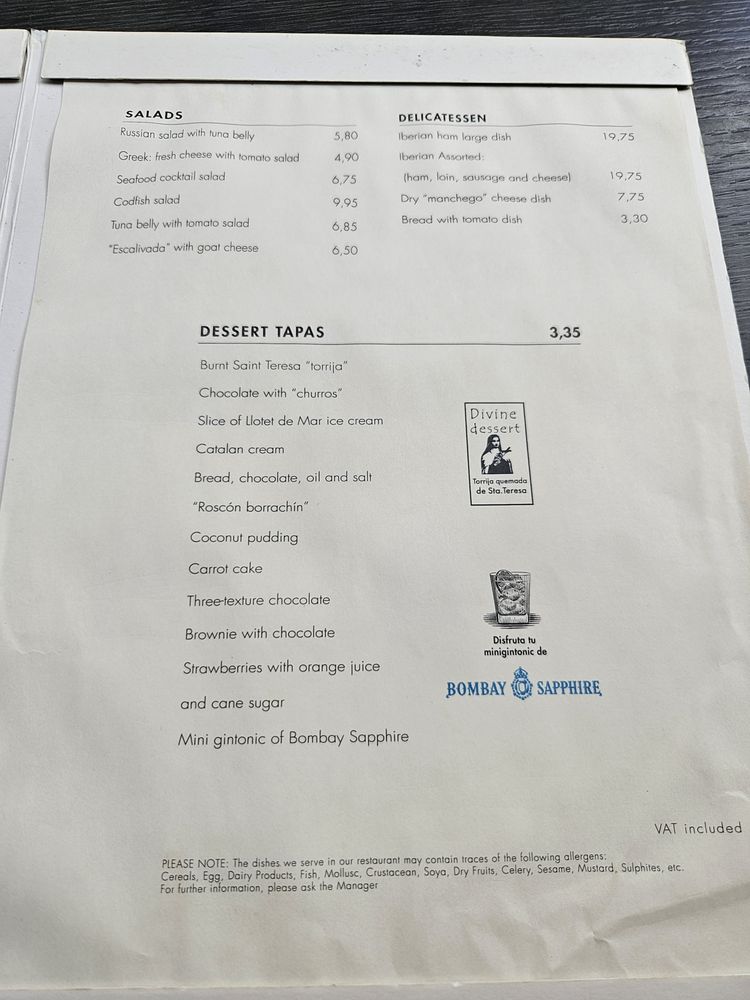 SALADS
Russian salad with tuna belly 5,80
Greek: fresh cheese with tomato salad 4,90
Seafood cocktail salad 6,75
Codfish salad 9,95
Tuna belly with tomato salad 6,85
"Escalivada" with goat cheese 6,50
DELICATESSEN
Iberian ham large dish 19,75
Iberian Assorted:
(ham, loin, sausage and cheese) 19,75
Dry "manchego" cheese dish 7,75
Bread with tomato dish 3,30
DESSERT TAPAS 3,35
Burnt Saint Teresa "torrija"
Chocolate with "churros"
Slice of Llotet de Mar ice cream
Catalan cream
Bread, chocolate, oil and salt
"Roscón borrachín"
Coconut pudding
Carrot cake
Three-texture chocolate
Brownie with chocolate
Strawberries with orange juice
and cane sugar
Mini gintonic of Bombay Sapphire
Divine
dessert
Torrija quemada
de Sta. Teresa
Disfruta tu
minigintonic de
BOMBAY SAPPHIRE
VAT included
PLEASE NOTE: The dishes we serve in our restaurant may contain traces of the following allergens:
Cereals, Egg, Dairy Products, Fish, Mollusc, Crustacean, Soya, Dry Fruits, Celery, Sesame, Mustard, Sulphites, etc.
For further information, please ask the Manager